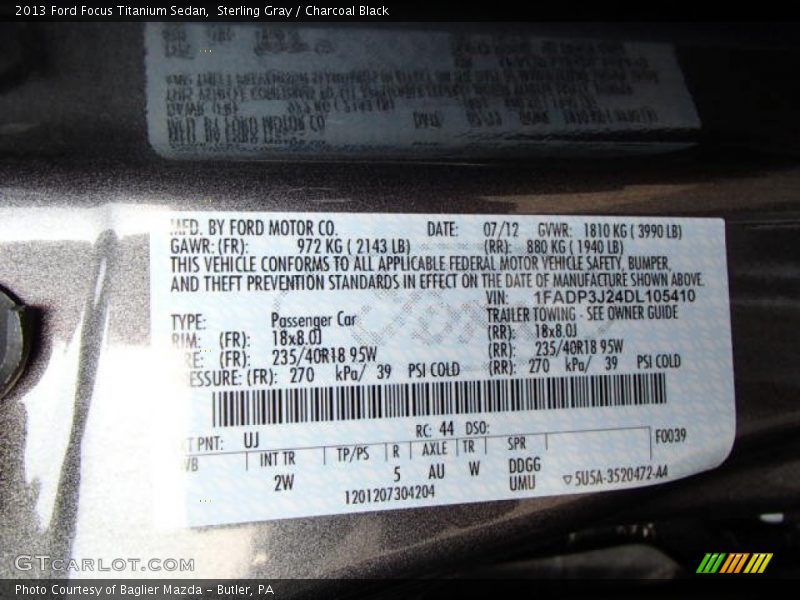 2013 Ford Focus Titanium Sedan, Sterling Gray / Charcoal Black
MFD. BY FORD MOTOR CO. DATE: 07/12 GVWR: 1810 KG ( 3990 LB)
GAWR: (FR): 972 KG ( 2143 LB) (RR): 880 KG ( 1940 LB)
THIS VEHICLE CONFORMS TO ALL APPLICABLE FEDERAL MOTOR VEHICLE SAFETY, BUMPER,
AND THEFT PREVENTION STANDARDS IN EFFECT ON THE DATE OF MANUFACTURE SHOWN ABOVE.
VIN: 1FADP3J24DL105410
TYPE: Passenger Car TRAILER TOWING - SEE OWNER GUIDE
RIM: (FR): 18x8.0J (RR): 18x8.0J
RE: (FR): 235/40R18 95W (RR): 235/40R18 95W
ESSURE: (FR): 270 kPa/ 39 PSI COLD (RR): 270 kPa/ 39 PSI COLD
RC: 44 DSO:
T PNT: UJ F0039
WB INT TR TP/PS R AXLE TR SPR
2W 5 AU W DDGG
UMU
1201207304204 5U5A-3520472-AA
GTCARLOT.COM
Photo Courtesy of Baglier Mazda - Butler, PA